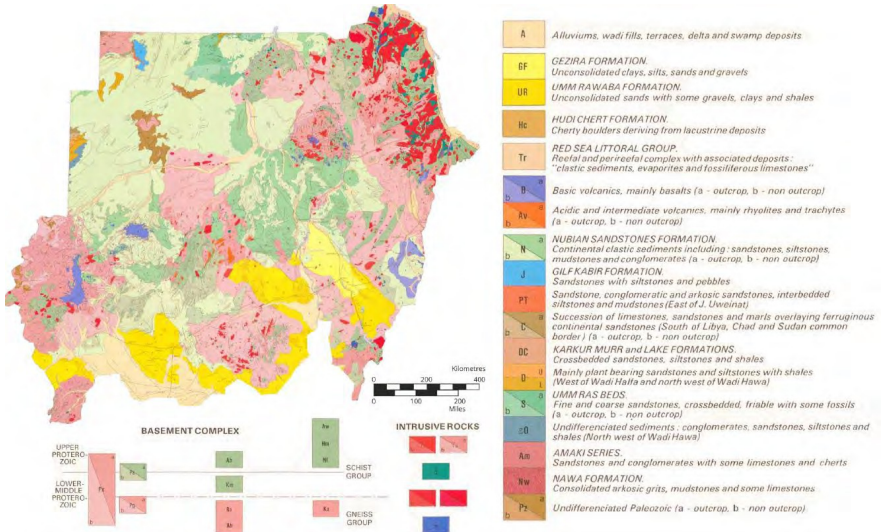 A
Alluviums, wadi fills, terraces, delta and swamp deposits
GF
GEZIRA FORMATION.
Unconsolidated clays, silts, sands and gravels
UR
UMM RAWABA FORMATION.
Unconsolidated sands with some gravels, clays and shales
Hc
HUDI CHERT FORMATION.
Cherty boulders deriving from lacustrine deposits
Tr
RED SEA LITTORAL GROUP.
Reefal and perireefal complex with associated deposits:
"clastic sediments, evaporites and fossiliferous limestones"
a
b
Basic volcanics, mainly basalts (a - outcrop, b - non outcrop)
Av
a
b
Acidic and intermediate volcanics, mainly rhyolites and trachytes
(a - outcrop, b - non outcrop)
N
a
b
NUBIAN SANDSTONES FORMATION.
Continental clastic sediments including: sandstones, siltstones,
mudstones and conglomerates (a - outcrop, b - non outcrop)
J
GILF KABIR FORMATION.
Sandstones with siltstones and pebbles
PT
Sandstone, conglomeratic and arkosic sandstones, interbedded
siltstones and mudstones (East of J. Uweinat)
C
a
b
Succession of limestones, sandstones and marls overlaying ferruginous
continental sandstones (South of Libya, Chad and Sudan common
border) (a - outcrop, b - non outcrop)
KARKUR MURR and LAKE FORMATIONS.
Crossbedded sandstones, siltstones and shales
Mainly plant bearing sandstones and siltstones with shales
(West of Wadi Halfa and north west of Wadi Hawa)
S
a
b
UMM RAS BEDS.
Fine and coarse sandstones, crossbedded, friable with some fossils
(a - outcrop, b - non outcrop)
Undifferentiated sediments: conglomerates, sandstones, siltstones and
shales (North west of Wadi Hawa)
Am
AMAKI SERIES.
Sandstones and conglomerates with some limestones and cherts
Nw
NAWA FORMATION.
Consolidated arkosic grits, mudstones and some limestones
Pz
a
b
Undifferentiated Paleozoic (a - outcrop, b - non outcrop)
Kilometres
0 200 400
0 100 200
Miles
BASEMENT COMPLEX
INTRUSIVE ROCKS
UPPER
PROTERO-
ZOIC
LOWER-
MIDDLE
PROTERO-
ZOIC
SCHIST
GROUP
GNEISS
GROUP